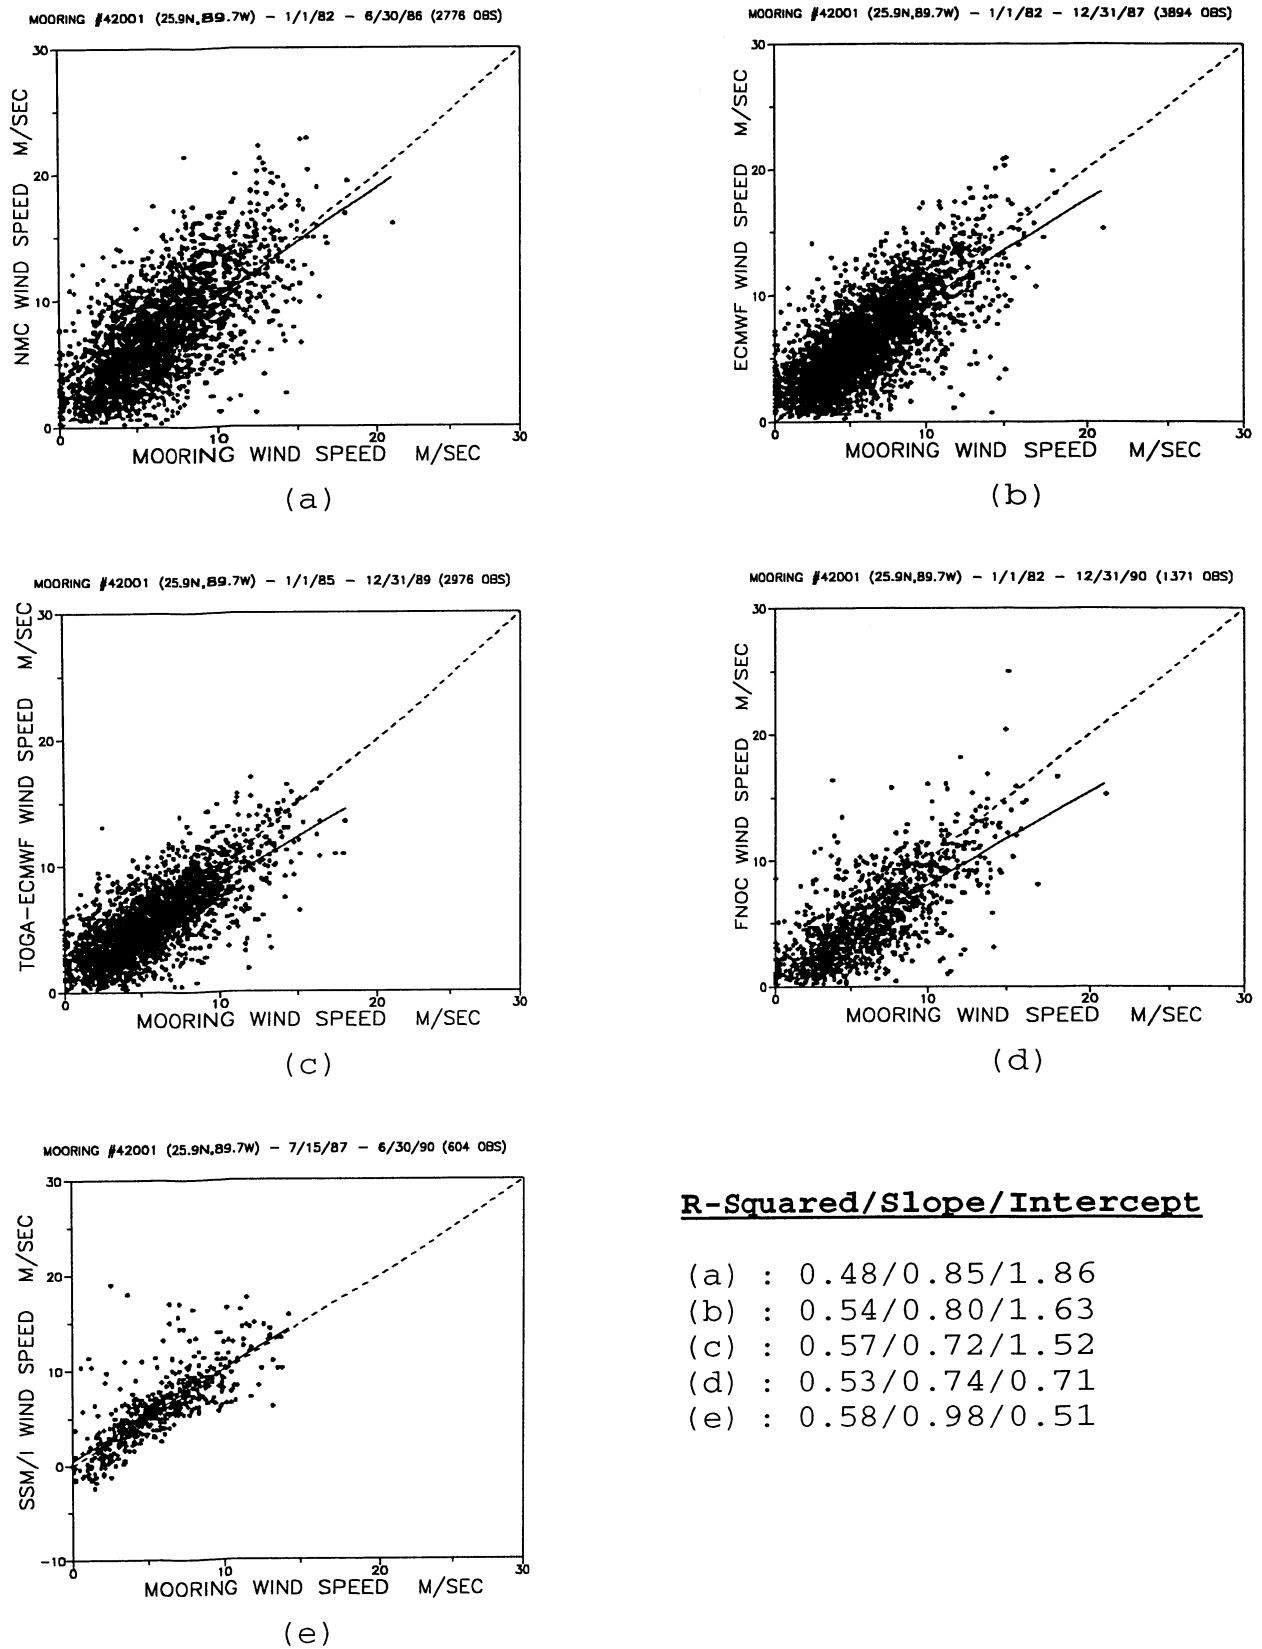 MOORING #42001 (25.9N,89.7W) - 1/1/82 - 6/30/86 (2776 OBS)
NMC WIND SPEED M/SEC
30
20
10
0
0 10 20 30
MOORING WIND SPEED M/SEC
(a)
MOORING #42001 (25.9N,89.7W) - 1/1/82 - 12/31/87 (3894 OBS)
ECMWF WIND SPEED M/SEC
30
20
10
0
0 10 20 30
MOORING WIND SPEED M/SEC
(b)
MOORING #42001 (25.9N,89.7W) - 1/1/85 - 12/31/89 (2976 OBS)
TOGA-ECMWF WIND SPEED M/SEC
30
20
10
0
0 10 20 30
MOORING WIND SPEED M/SEC
(c)
MOORING #42001 (25.9N,89.7W) - 1/1/82 - 12/31/90 (1371 OBS)
FNOC WIND SPEED M/SEC
30
20
10
0
0 10 20 30
MOORING WIND SPEED M/SEC
(d)
MOORING #42001 (25.9N,89.7W) - 7/15/87 - 6/30/90 (604 OBS)
SSM/I WIND SPEED M/SEC
30
20
10
0
-10
0 10 20 30
MOORING WIND SPEED M/SEC
(e)
R-Squared/Slope/Intercept
(a) : 0.48/0.85/1.86
(b) : 0.54/0.80/1.63
(c) : 0.57/0.72/1.52
(d) : 0.53/0.74/0.71
(e) : 0.58/0.98/0.51